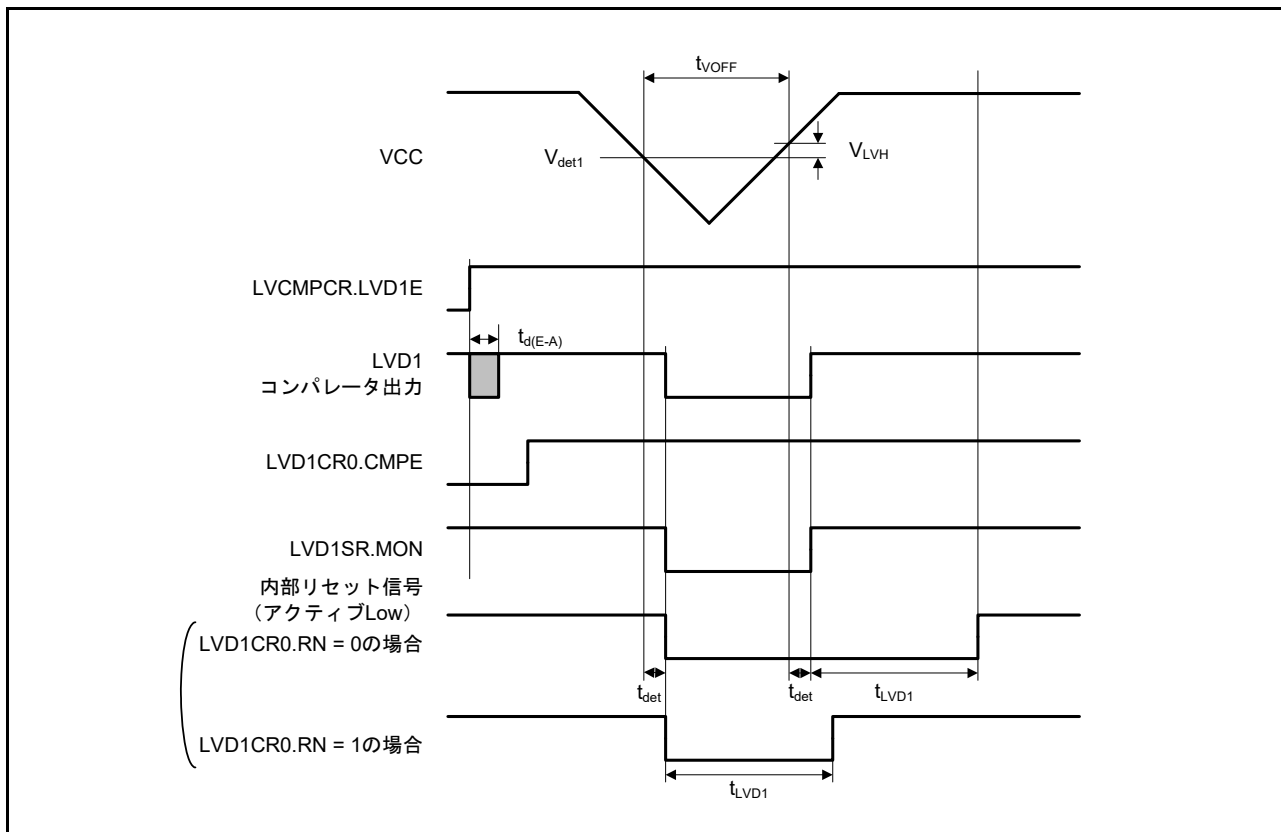 tVOFF
VCC
Vdet1
VLVH
LVCMPCR.LVD1E
td(E-A)
LVD1
コンパレータ出力
LVD1CR0.CMPE
LVD1SR.MON
内部リセット信号
（アクティブLow）
LVD1CR0.RN = 0の場合
tdet
tdet
tLVD1
LVD1CR0.RN = 1の場合
tLVD1